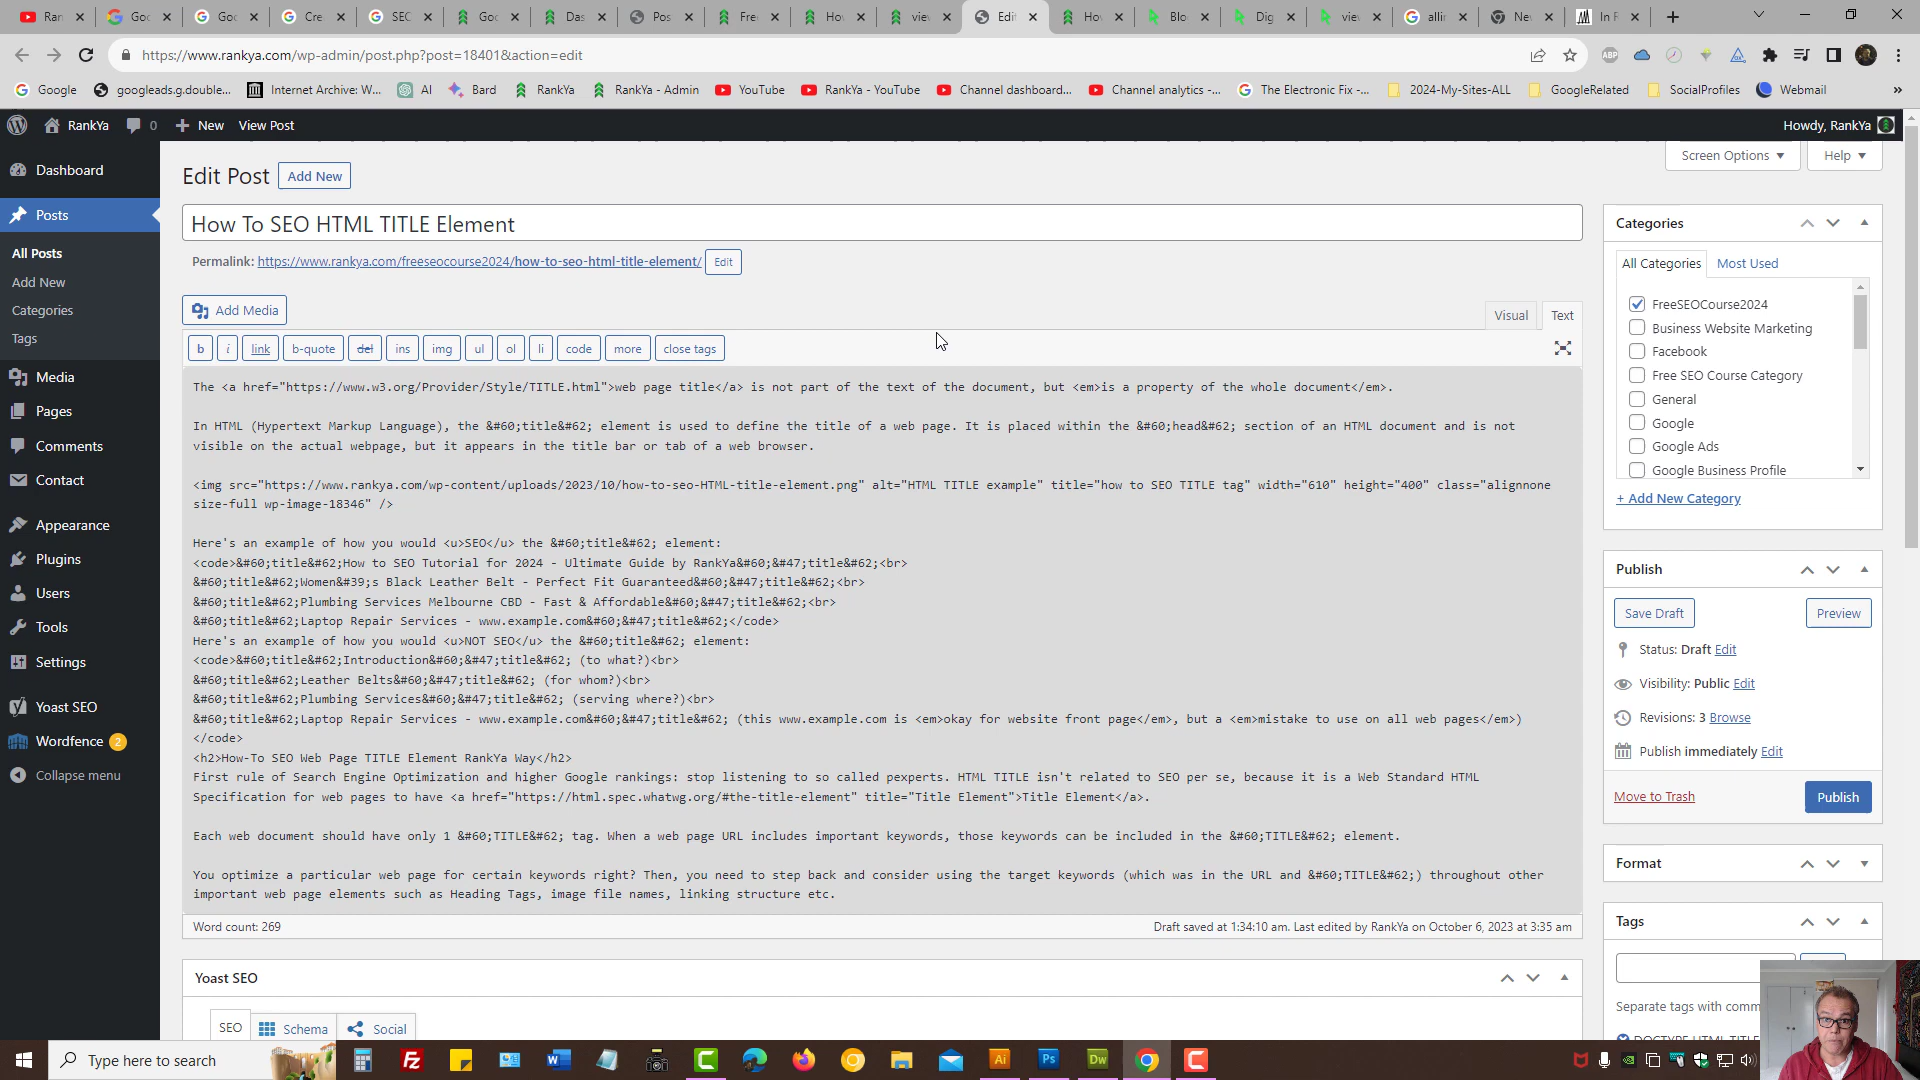 Ran
Goc
Goc
Cre
SEC
Goc
Das
Pos
Fre
Hov
view
Edit
Hov
Blo
Dig
view
allin
Nev
In F
https://www.rankya.com/wp-admin/post.php?post=18401&action=edit
Google
googleads.g.double...
Internet Archive: W...
AI
Bard
RankYa
RankYa - Admin
YouTube
RankYa - YouTube
Channel dashboard...
Channel analytics -...
The Electronic Fix -...
2024-My-Sites-ALL
GoogleRelated
SocialProfiles
Webmail
»
RankYa
0
New
View Post
Howdy, RankYa
Dashboard
Posts
All Posts
Add New
Categories
Tags
Media
Pages
Comments
Contact
Appearance
Plugins
Users
Tools
Settings
Yoast SEO
Wordfence 2
Collapse menu
Screen Options
Help
Edit Post
Add New
How To SEO HTML TITLE Element
Permalink: https://www.rankya.com/freeseocourse2024/how-to-seo-html-title-element/ Edit
Add Media
Visual
Text
b
i
link
b-quote
del
ins
img
ul
ol
li
code
more
close tags
The <a href="https://www.w3.org/Provider/Style/TITLE.html">web page title</a> is not part of the text of the document, but <em>is a property of the whole document</em>.
In HTML (Hypertext Markup Language), the &#60;title&#62; element is used to define the title of a web page. It is placed within the &#60;head&#62; section of an HTML document and is not
visible on the actual webpage, but it appears in the title bar or tab of a web browser.
<img src="https://www.rankya.com/wp-content/uploads/2023/10/how-to-seo-HTML-title-element.png" alt="HTML TITLE example" title="how to SEO TITLE tag" width="610" height="400" class="alignnone
size-full wp-image-18346" />
Here's an example of how you would <u>SEO</u> the &#60;title&#62; element:
<code>&#60;title&#62;How to SEO Tutorial for 2024 - Ultimate Guide by RankYa&#60;&#47;title&#62;<br>
&#60;title&#62;Women&#39;s Black Leather Belt - Perfect Fit Guaranteed&#60;&#47;title&#62;<br>
&#60;title&#62;Plumbing Services Melbourne CBD - Fast & Affordable&#60;&#47;title&#62;<br>
&#60;title&#62;Laptop Repair Services - www.example.com&#60;&#47;title&#62;</code>
Here's an example of how you would <u>NOT SEO</u> the &#60;title&#62; element:
<code>&#60;title&#62;Introduction&#60;&#47;title&#62; (to what?)<br>
&#60;title&#62;Leather Belts&#60;&#47;title&#62; (for whom?)<br>
&#60;title&#62;Plumbing Services&#60;&#47;title&#62; (serving where?)<br>
&#60;title&#62;Laptop Repair Services - www.example.com&#60;&#47;title&#62; (this www.example.com is <em>okay for website front page</em>, but a <em>mistake to use on all web pages</em>)
</code>
<h2>How-To SEO Web Page TITLE Element RankYa Way</h2>
First rule of Search Engine Optimization and higher Google rankings: stop listening to so called pexperts. HTML TITLE isn't related to SEO per se, because it is a Web Standard HTML
Specification for web pages to have <a href="https://html.spec.whatwg.org/#the-title-element" title="Title Element">Title Element</a>.
Each web document should have only 1 &#60;TITLE&#62; tag. When a web page URL includes important keywords, those keywords can be included in the &#60;TITLE&#62; element.
You optimize a particular web page for certain keywords right? Then, you need to step back and consider using the target keywords (which was in the URL and &#60;TITLE&#62;) throughout other
important web page elements such as Heading Tags, image file names, linking structure etc.
Word count: 269
Draft saved at 1:34:10 am. Last edited by RankYa on October 6, 2023 at 3:35 am
Yoast SEO
SEO
Schema
Social
Categories
All Categories
Most Used
FreeSEOCourse2024
Business Website Marketing
Facebook
Free SEO Course Category
General
Google
Google Ads
Google Business Profile
+ Add New Category
Publish
Save Draft
Preview
Status: Draft Edit
Visibility: Public Edit
Revisions: 3 Browse
Publish immediately Edit
Move to Trash
Publish
Format
Tags
Separate tags with comm
DOCTYPE HTML TITLE
Type here to search